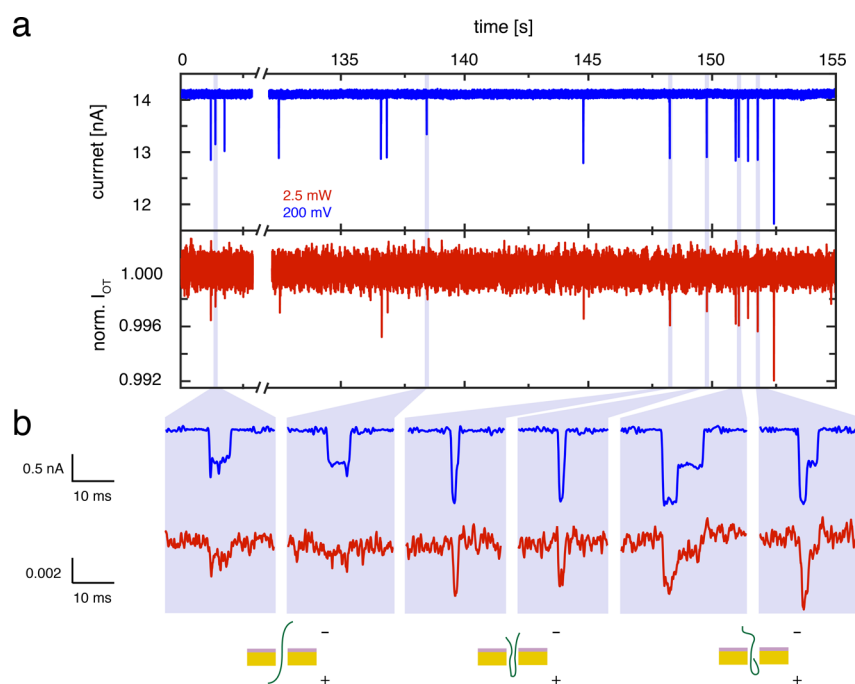 a
time [s]
0 135 140 145 150 155
14
13
12
currnet [nA]
2.5 mW
200 mV
1.000
0.996
0.992
norm. I_OT
b
0.5 nA
10 ms
0.002
10 ms
– – –
+ + +